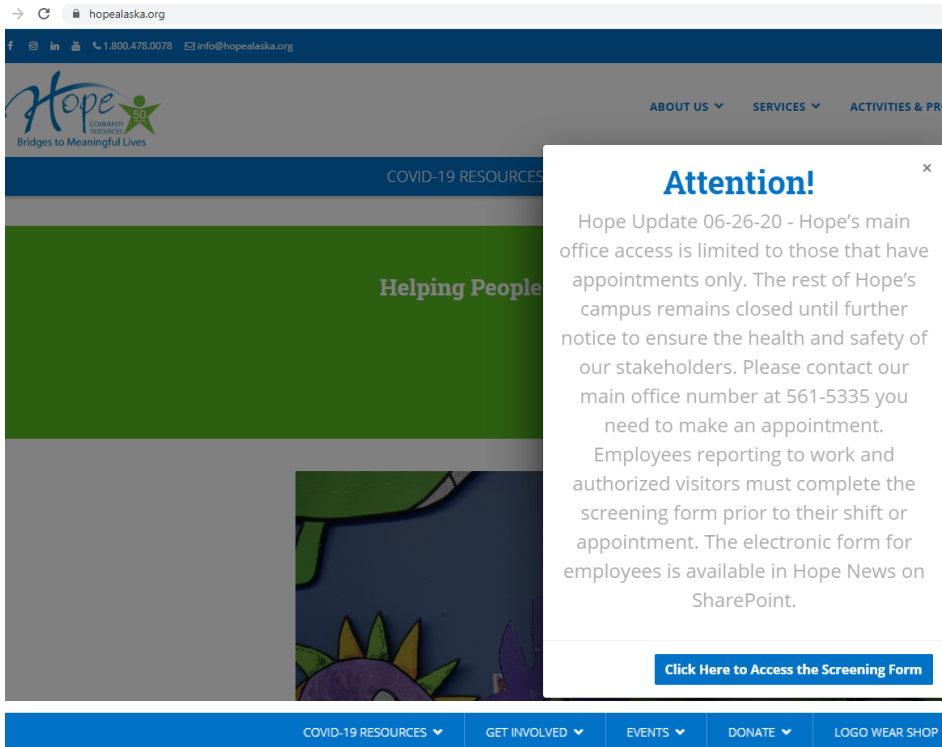 hopealaska.org
1.800.478.0078 info@hopealaska.org
Hope
50
COMMUNITY
RESOURCES
Bridges to Meaningful Lives
ABOUT US SERVICES ACTIVITIES & PR
COVID-19 RESOURCES
Helping People
×
Attention!
Hope Update 06-26-20 - Hope's main
office access is limited to those that have
appointments only. The rest of Hope's
campus remains closed until further
notice to ensure the health and safety of
our stakeholders. Please contact our
main office number at 561-5335 you
need to make an appointment.
Employees reporting to work and
authorized visitors must complete the
screening form prior to their shift or
appointment. The electronic form for
employees is available in Hope News on
SharePoint.
Click Here to Access the Screening Form
COVID-19 RESOURCES GET INVOLVED EVENTS DONATE LOGO WEAR SHOP